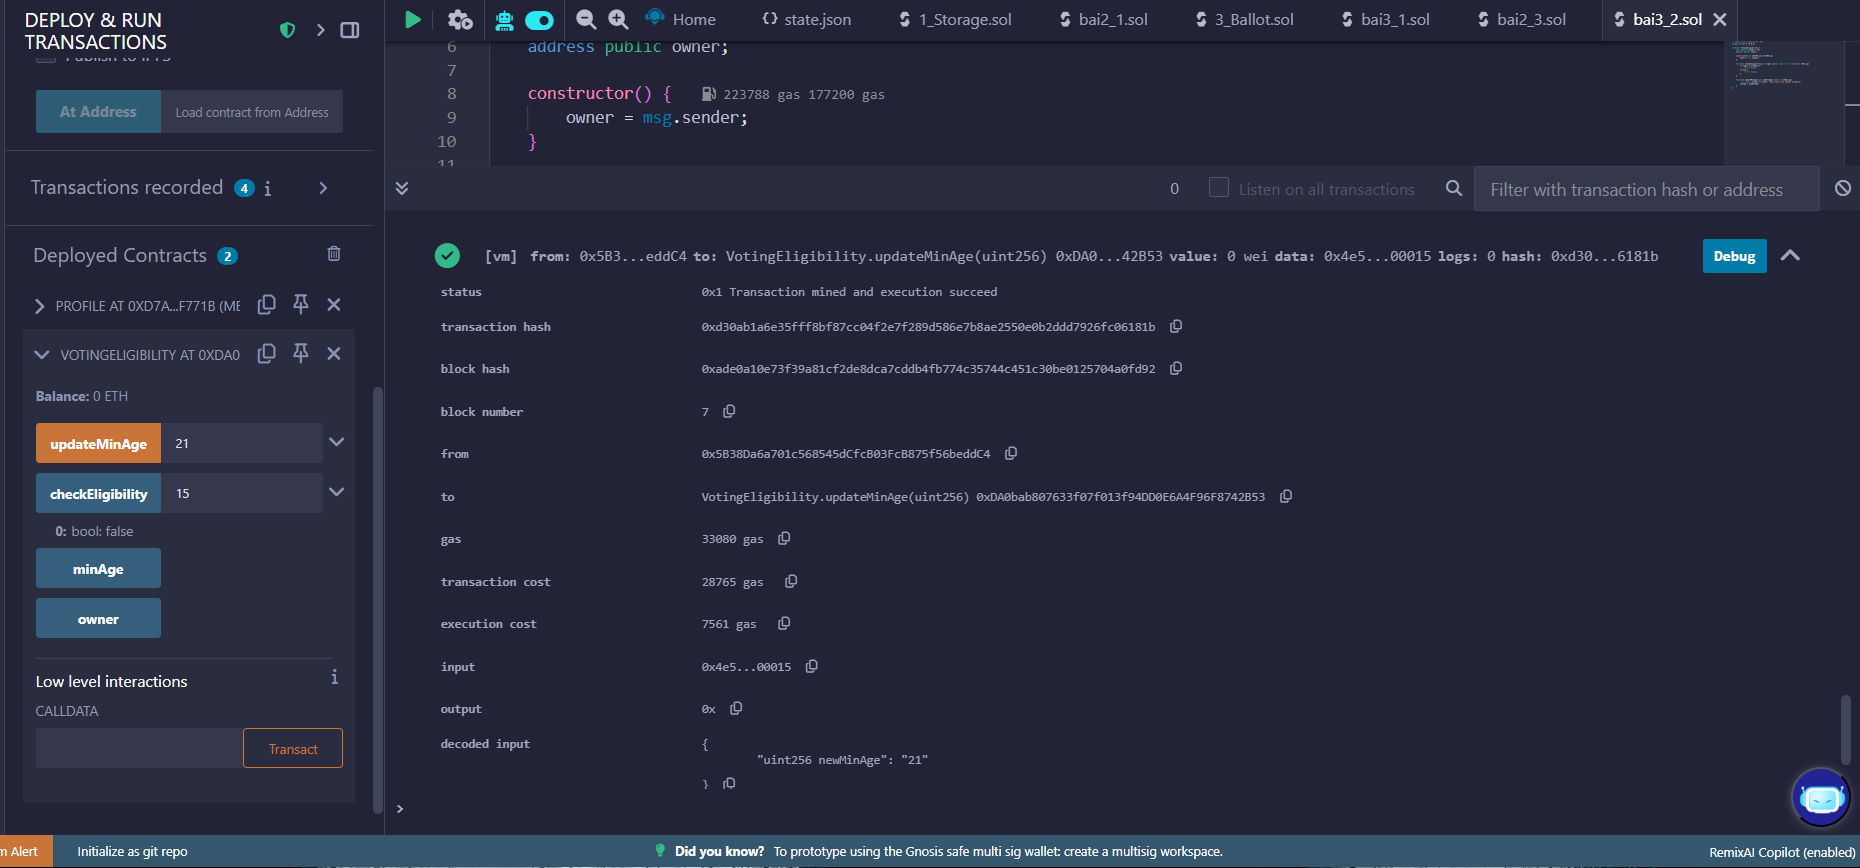 DEPLOY & RUN
TRANSACTIONS
At Address
Load contract from Address
Transactions recorded 4 i
Deployed Contracts 2
PROFILE AT 0XD7A...F771B (ME
VOTINGELIGIBILITY AT 0XDA0
Balance: 0 ETH
updateMinAge 21
checkEligibility 15
0: bool: false
minAge
owner
Low level interactions i
CALLDATA
Transact
Home
state.json
1_Storage.sol
bai2_1.sol
3_Ballot.sol
bai3_1.sol
bai2_3.sol
bai3_2.sol
6 address public owner;
7
8 constructor() { 223788 gas 177200 gas
9 owner = msg.sender;
10 }
11
0 Listen on all transactions Filter with transaction hash or address
[vm] from: 0x5B3...eddC4 to: VotingEligibility.updateMinAge(uint256) 0xDA0...42B53 value: 0 wei data: 0x4e5...00015 logs: 0 hash: 0xd30...6181b Debug
status 0x1 Transaction mined and execution succeed
transaction hash 0xd30ab1a6e35fff8bf87cc04f2e7f289d586e7b8ae2550e0b2ddd7926fc06181b
block hash 0xade0a10e73f39a81cf2de8dca7cddb4fb774c35744c451c30be0125704a0fd92
block number 7
from 0x5B38Da6a701c568545dCfcB03FcB875f56beddC4
to VotingEligibility.updateMinAge(uint256) 0xDA0bab807633f07f013f94DD0E6A4F96F8742B53
gas 33080 gas
transaction cost 28765 gas
execution cost 7561 gas
input 0x4e5...00015
output 0x
decoded input {
"uint256 newMinAge": "21"
}
>
m Alert
Initialize as git repo
Did you know? To prototype using the Gnosis safe multi sig wallet: create a multisig workspace.
RemixAI Copilot (enabled)